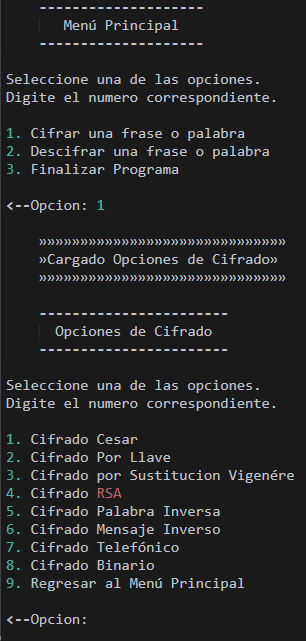 --------------------
Menú Principal
--------------------
Seleccione una de las opciones.
Digite el numero correspondiente.
1. Cifrar una frase o palabra
2. Descifrar una frase o palabra
3. Finalizar Programa
<--Opcion: 1
»»»»»»»»»»»»»»»»»»»»»»»»»»»»»»
»Cargado Opciones de Cifrado»
»»»»»»»»»»»»»»»»»»»»»»»»»»»»»»
-----------------------
Opciones de Cifrado
-----------------------
Seleccione una de las opciones.
Digite el numero correspondiente.
1. Cifrado Cesar
2. Cifrado Por Llave
3. Cifrado por Sustitucion Vigenére
4. Cifrado RSA
5. Cifrado Palabra Inversa
6. Cifrado Mensaje Inverso
7. Cifrado Telefónico
8. Cifrado Binario
9. Regresar al Menú Principal
<--Opcion: